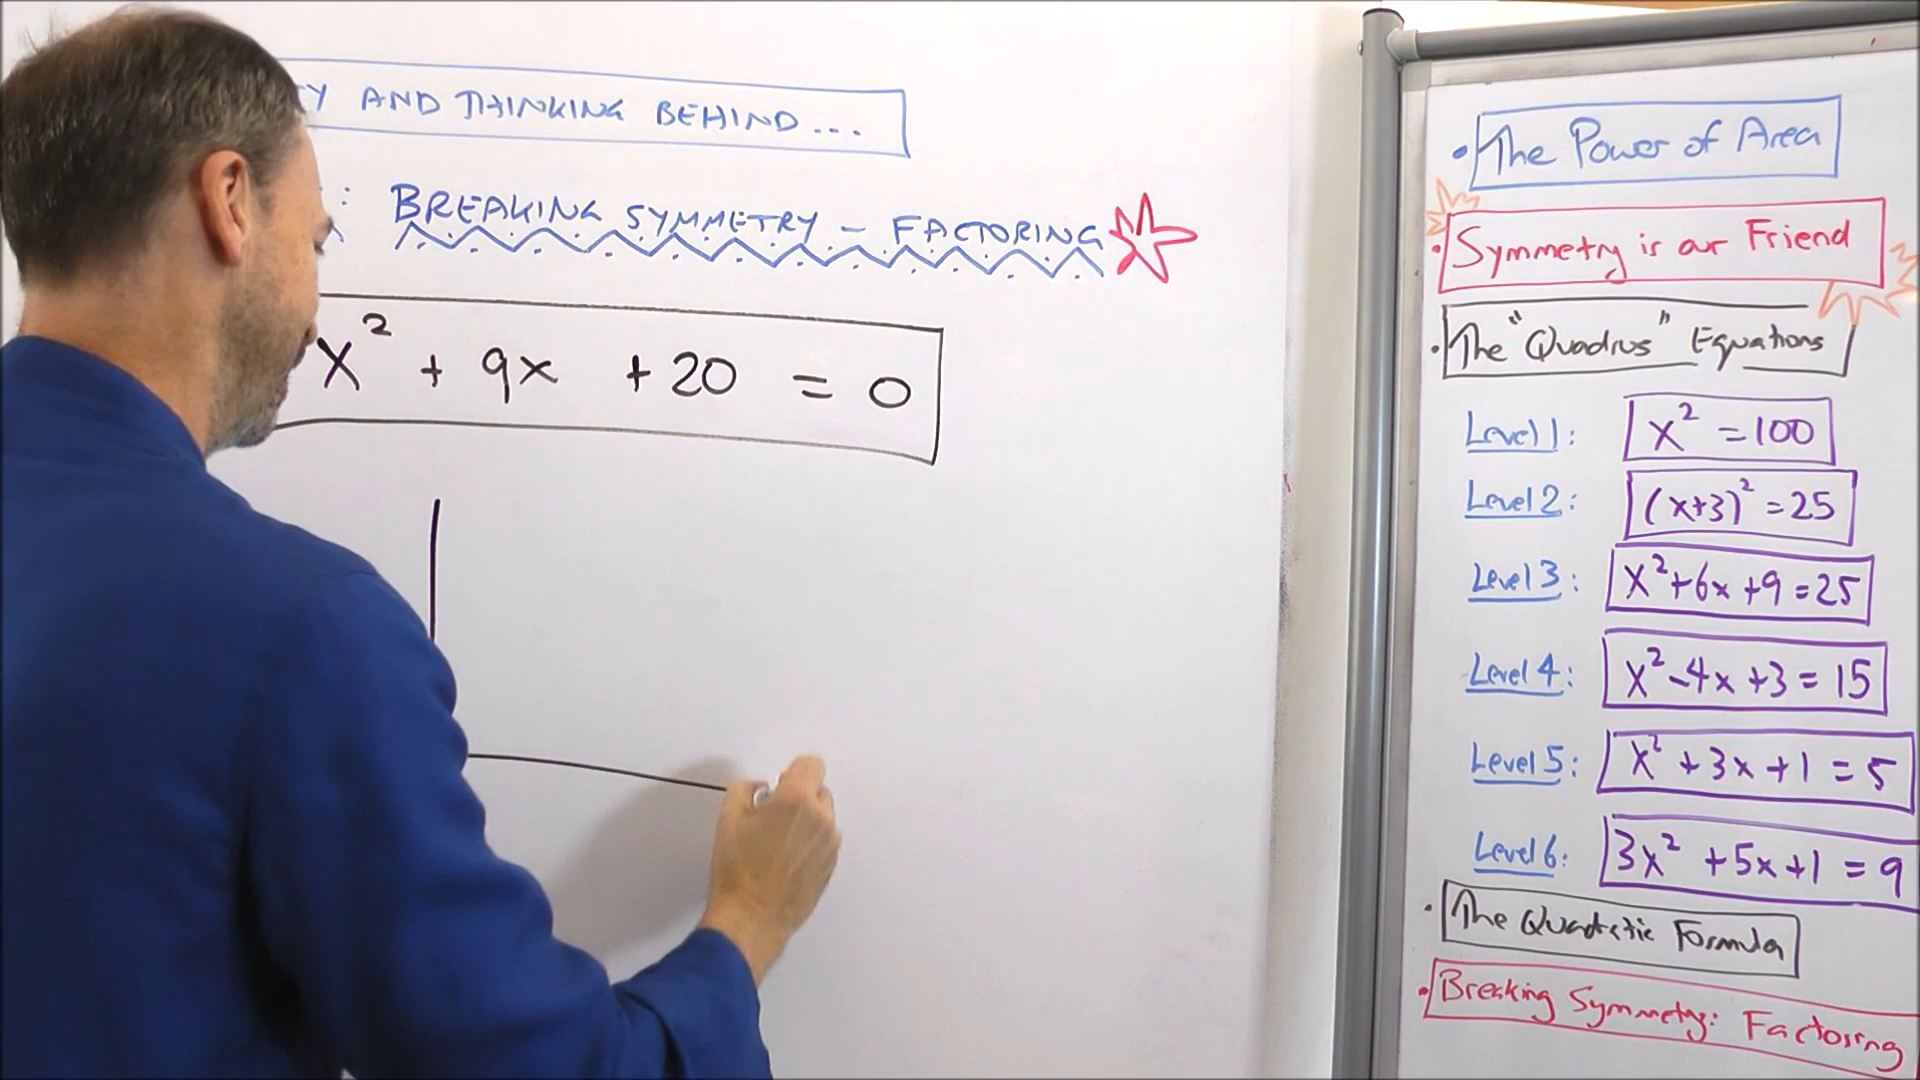 Y AND THINKING BEHIND...
: BREAKING SYMMETRY - FACTORING
x² + 9x + 20 = 0
• The Power of Area
• Symmetry is our Friend
• The "Quadrus" Equations
Level 1: x² = 100
Level 2: (x+3)² = 25
Level 3: x²+6x+9=25
Level 4: x²-4x+3=15
Level 5: x²+3x+1=5
Level 6: 3x²+5x+1=9
• The Quadratic Formula
• Breaking Symmetry: Factoring